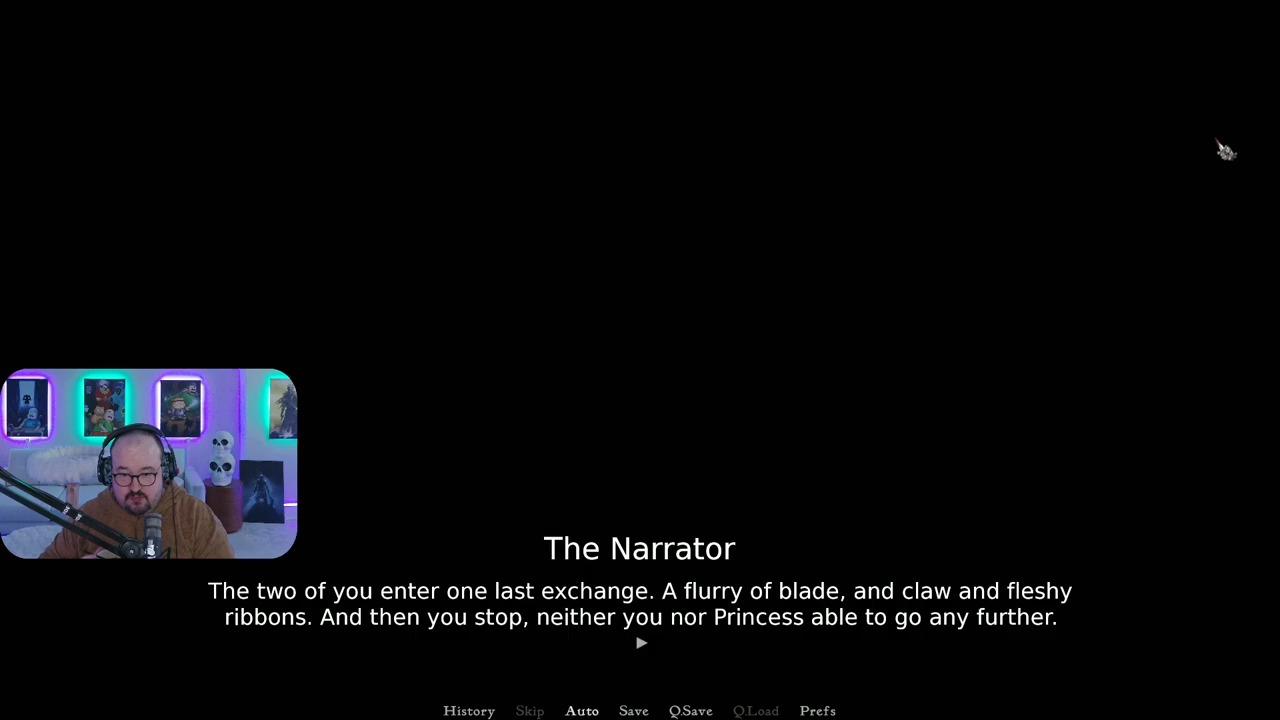 The Narrator
The two of you enter one last exchange. A flurry of blade, and claw and fleshy
ribbons. And then you stop, neither you nor Princess able to go any further.
History Skip Auto Save Q.Save Q.Load Prefs